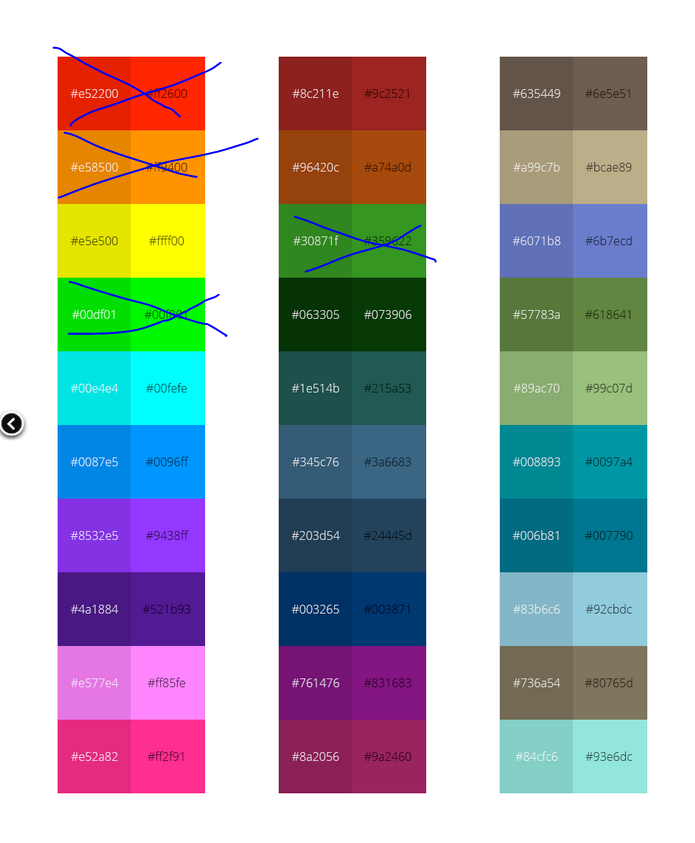 #e52200 #ff2600
#e58500 #ff9400
#e5e500 #ffff00
#00df01
#00e4e4 #00fefe
#0087e5 #0096ff
#8532e5 #9438ff
#4a1884 #521b93
#e577e4 #ff85fe
#e52a82 #ff2f91
#8c211e #9c2521
#96420c #a74a0d
#30871f #359622
#063305 #073906
#1e514b #215a53
#345c76 #3a6683
#203d54 #24445d
#003265 #003871
#761476 #831683
#8a2056 #9a2460
#635449 #6e5e51
#a99c7b #bcae89
#6071b8 #6b7ecd
#57783a #618641
#89ac70 #99c07d
#008893 #0097a4
#006b81 #007790
#83b6c6 #92cbdc
#736a54 #80765d
#84cfc6 #93e6dc